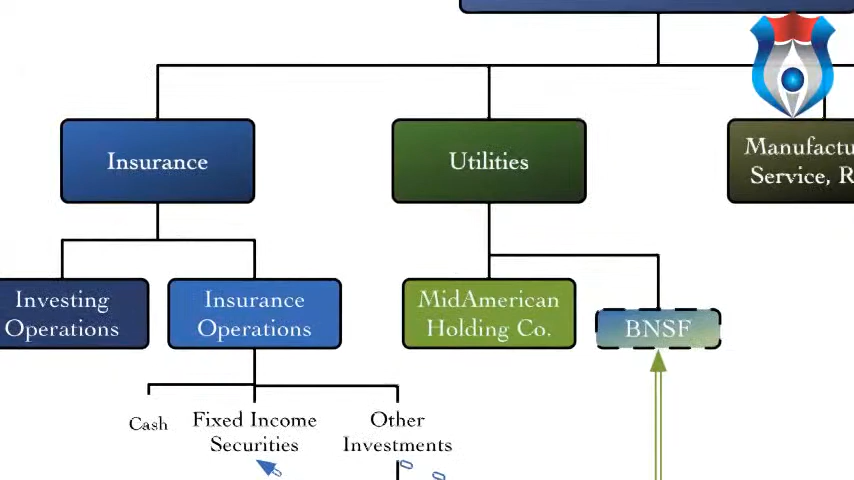 Insurance
Utilities
Manufactu
Service, R
Investing
Operations
Insurance
Operations
MidAmerican
Holding Co.
BNSF
Cash
Fixed Income
Securities
Other
Investments